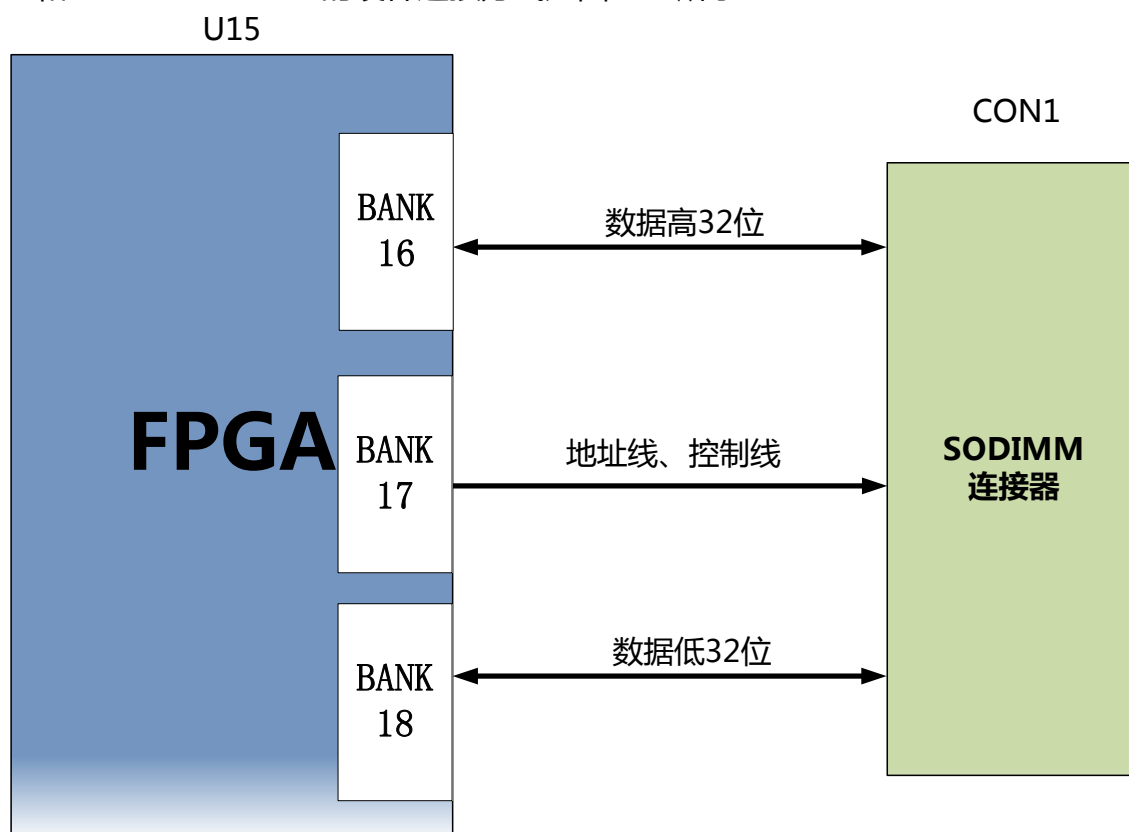 U15
CON1
BANK
16
数据高32位
FPGA
BANK
17
地址线、控制线
SODIMM
连接器
BANK
18
数据低32位